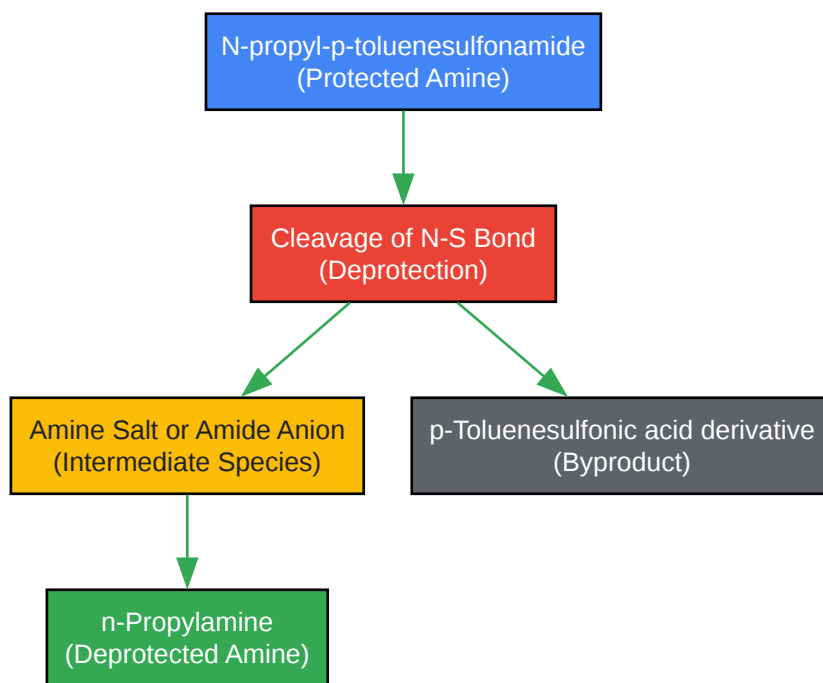 N-propyl-p-toluenesulfonamide
(Protected Amine)
Cleavage of N-S Bond
(Deprotection)
Amine Salt or Amide Anion
(Intermediate Species)
p-Toluenesulfonic acid derivative
(Byproduct)
n-Propylamine
(Deprotected Amine)